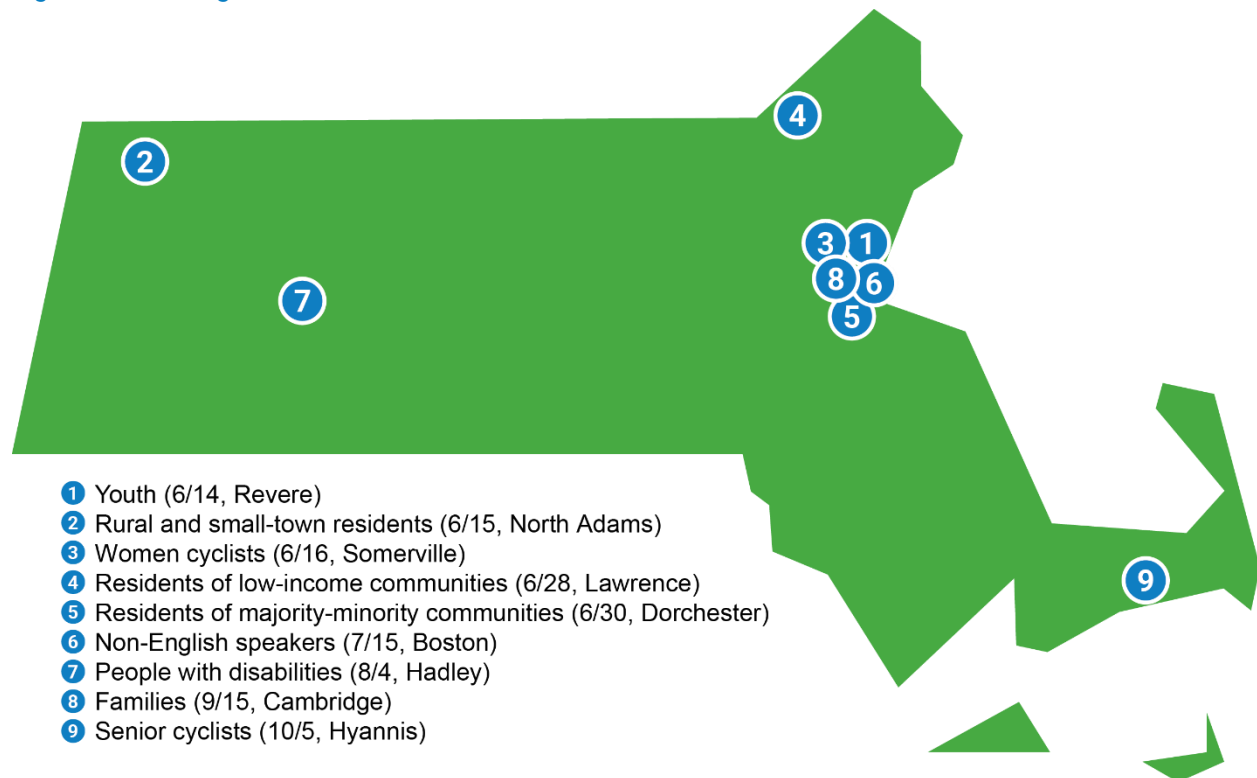 2
4
3
1
8
6
5
7
9
1 Youth (6/14, Revere)
2 Rural and small-town residents (6/15, North Adams)
3 Women cyclists (6/16, Somerville)
4 Residents of low-income communities (6/28, Lawrence)
5 Residents of majority-minority communities (6/30, Dorchester)
6 Non-English speakers (7/15, Boston)
7 People with disabilities (8/4, Hadley)
8 Families (9/15, Cambridge)
9 Senior cyclists (10/5, Hyannis)